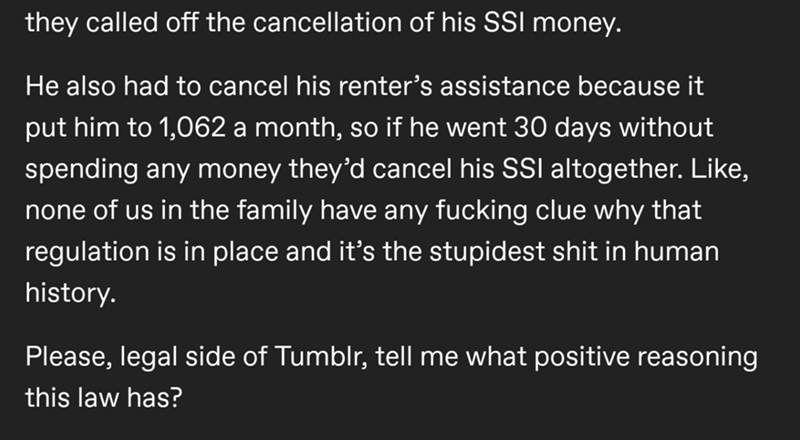 they called off the cancellation of his SSI money.
He also had to cancel his renter’s assistance because it
put him to 1,062 a month, so if he went 30 days without
spending any money they’d cancel his SSI altogether. Like,
none of us in the family have any fucking clue why that
regulation is in place and it’s the stupidest shit in human
history.
Please, legal side of Tumblr, tell me what positive reasoning
this law has?